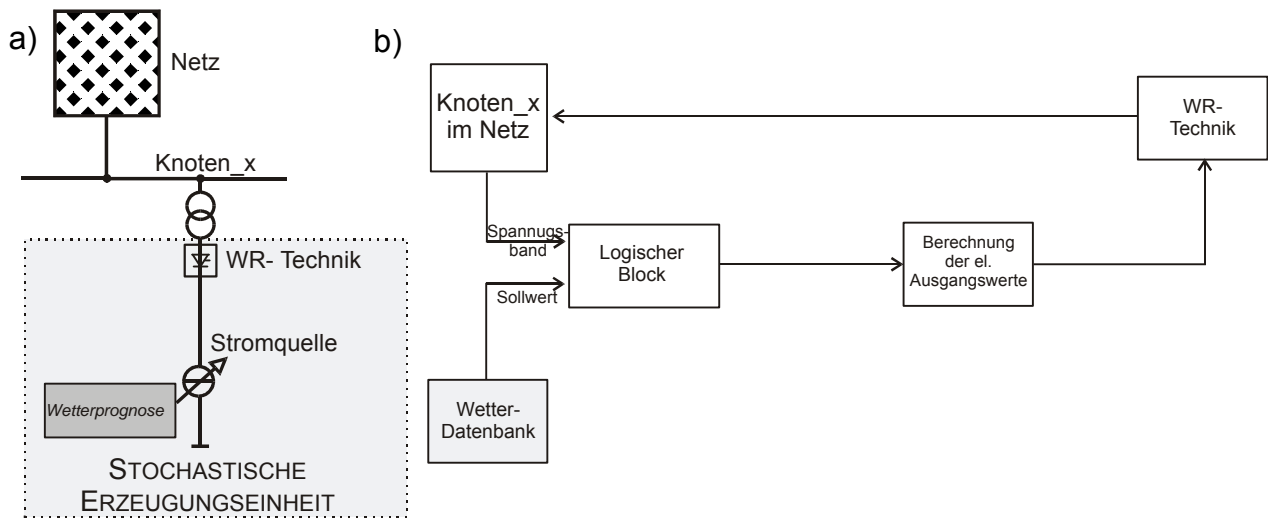 a)
Netz
Knoten_x
WR- Technik
Stromquelle
Wetterprognose
STOCHASTISCHE
ERZEUGUNGSEINHEIT
b)
Knoten_x
im Netz
WR-
Technik
Spannugs-
band
Sollwert
Logischer
Block
Berechnung
der el.
Ausgangswerte
Wetter-
Datenbank